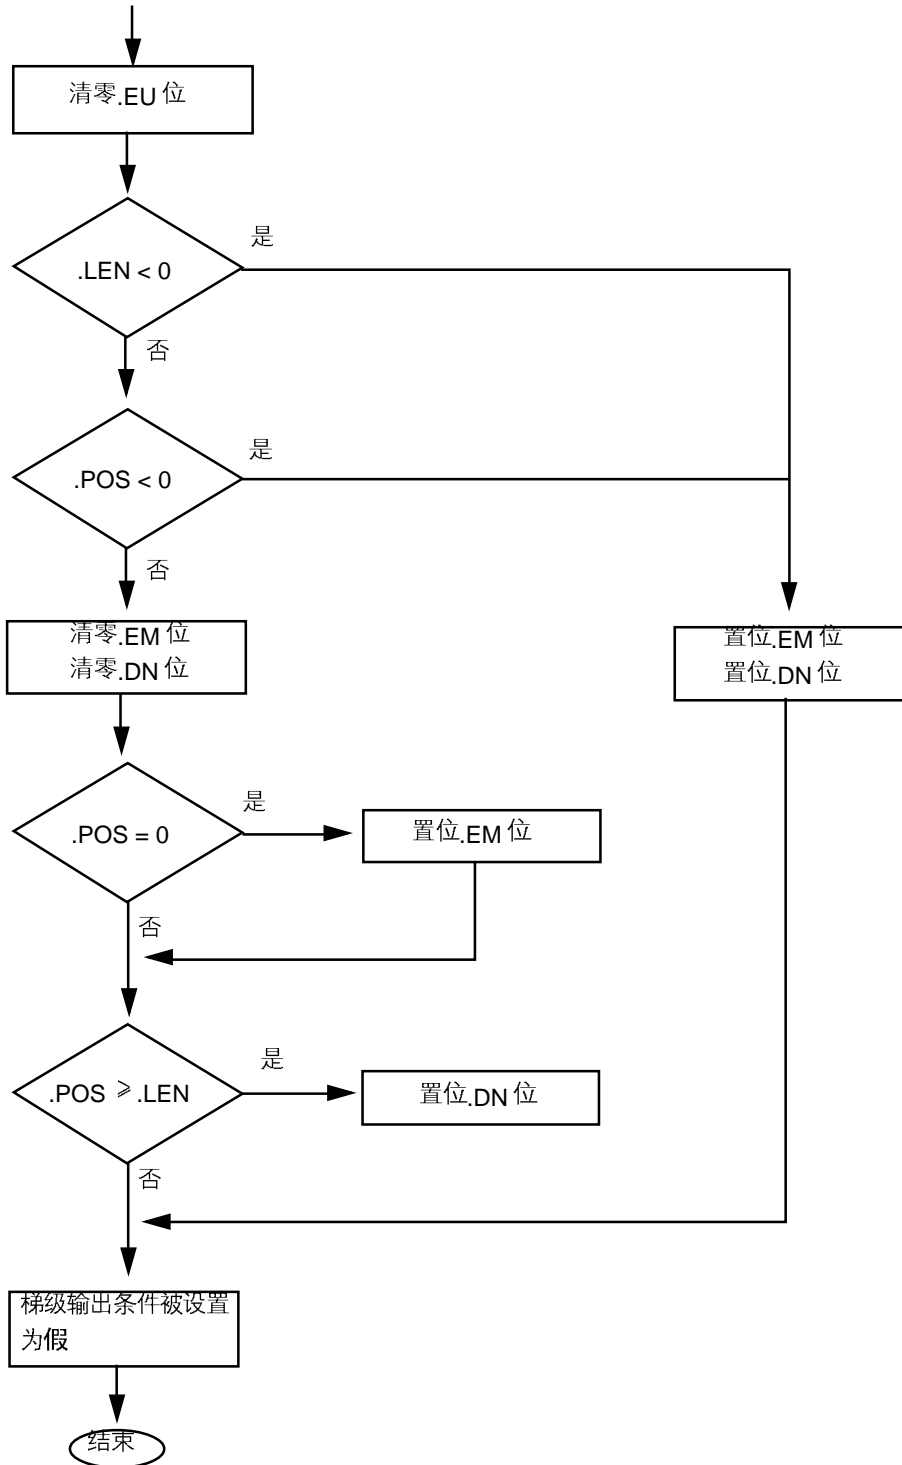 清零.EU 位
是
.LEN < 0
否
是
.POS < 0
否
清零.EM 位
清零.DN 位
置位.EM 位
置位.DN 位
是
.POS = 0
置位.EM 位
否
是
.POS ⩾ .LEN
置位.DN 位
否
梯级输出条件被设置
为假
结束